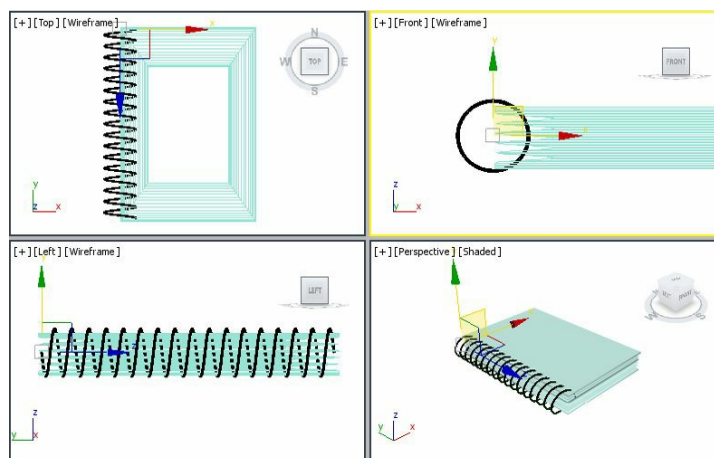 [+] [Top] [Wireframe]
N
W TOP E
S
x
y
z x
[+] [Front] [Wireframe]
FRONT
y
x
z
y x
[+] [Left] [Wireframe]
LEFT
y
z
z
y x
[+] [Perspective] [Shaded]
y
x
z
z
y x